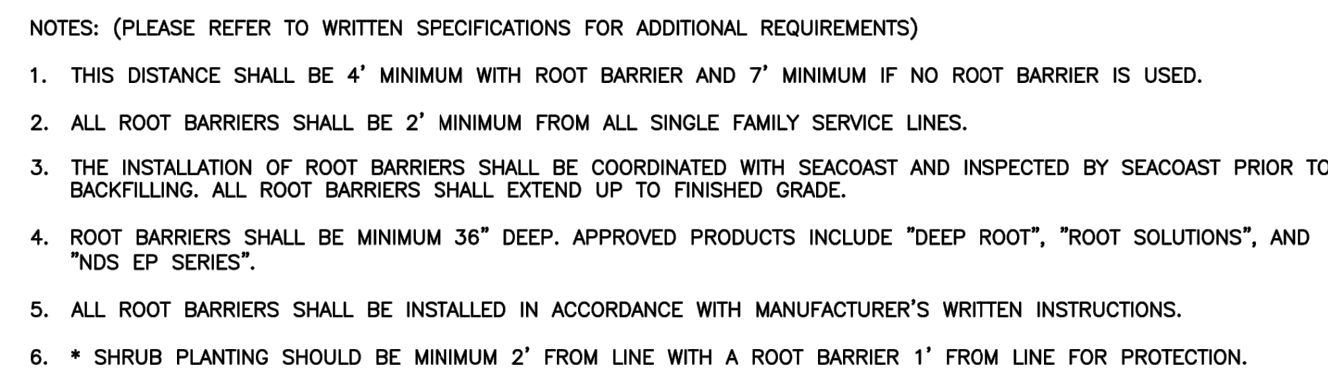 NOTES: (PLEASE REFER TO WRITTEN SPECIFICATIONS FOR ADDITIONAL REQUIREMENTS)
1. THIS DISTANCE SHALL BE 4' MINIMUM WITH ROOT BARRIER AND 7' MINIMUM IF NO ROOT BARRIER IS USED.
2. ALL ROOT BARRIERS SHALL BE 2' MINIMUM FROM ALL SINGLE FAMILY SERVICE LINES.
3. THE INSTALLATION OF ROOT BARRIERS SHALL BE COORDINATED WITH SEACOAST AND INSPECTED BY SEACOAST PRIOR TO
BACKFILLING. ALL ROOT BARRIERS SHALL EXTEND UP TO FINISHED GRADE.
4. ROOT BARRIERS SHALL BE MINIMUM 36" DEEP. APPROVED PRODUCTS INCLUDE "DEEP ROOT", "ROOT SOLUTIONS", AND
"NDS EP SERIES".
5. ALL ROOT BARRIERS SHALL BE INSTALLED IN ACCORDANCE WITH MANUFACTURER'S WRITTEN INSTRUCTIONS.
6. * SHRUB PLANTING SHOULD BE MINIMUM 2' FROM LINE WITH A ROOT BARRIER 1' FROM LINE FOR PROTECTION.